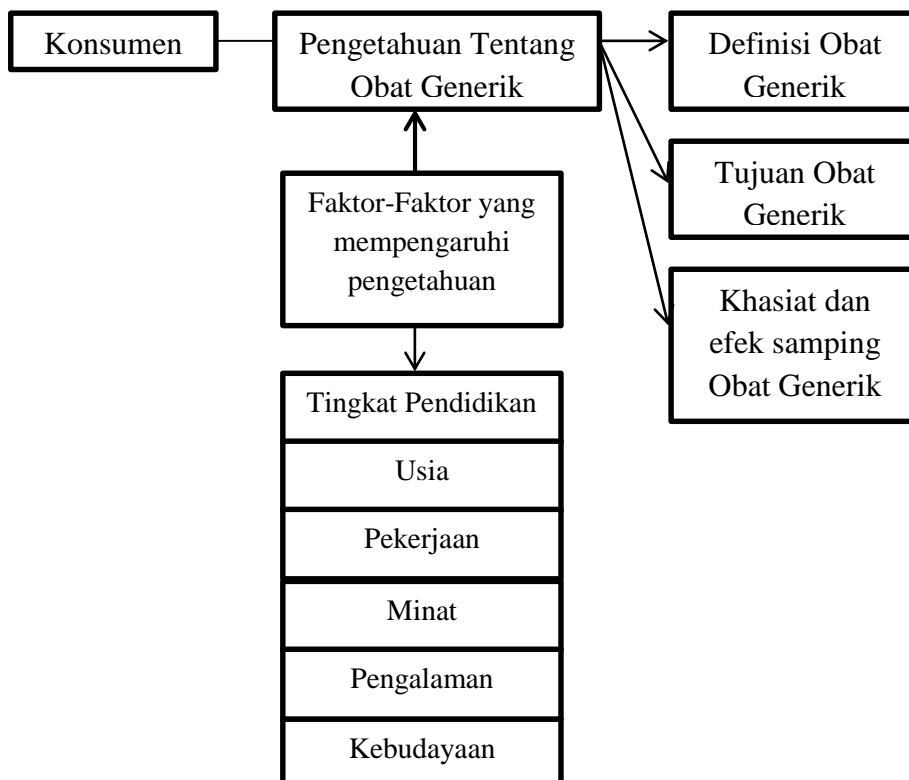 Konsumen
Pengetahuan Tentang
Obat Generik
Definisi Obat
Generik
Tujuan Obat
Generik
Khasiat dan
efek samping
Obat Generik
Faktor-Faktor yang
mempengaruhi
pengetahuan
Tingkat Pendidikan
Usia
Pekerjaan
Minat
Pengalaman
Kebudayaan